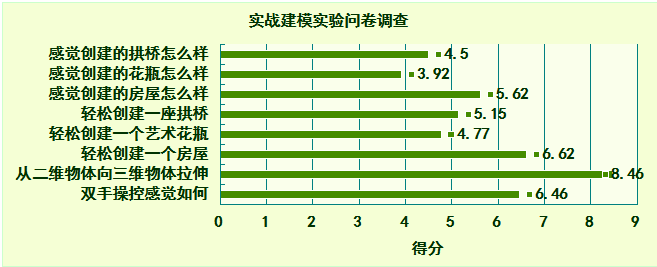 实战建模实验问卷调查
感觉创建的拱桥怎么样 4.5
感觉创建的花瓶怎么样 3.92
感觉创建的房屋怎么样 5.62
轻松创建一座拱桥 5.15
轻松创建一个艺术花瓶 4.77
轻松创建一个房屋 6.62
从二维物体向三维物体拉伸 8.46
双手操控感觉如何 6.46
0 1 2 3 4 5 6 7 8 9
得分